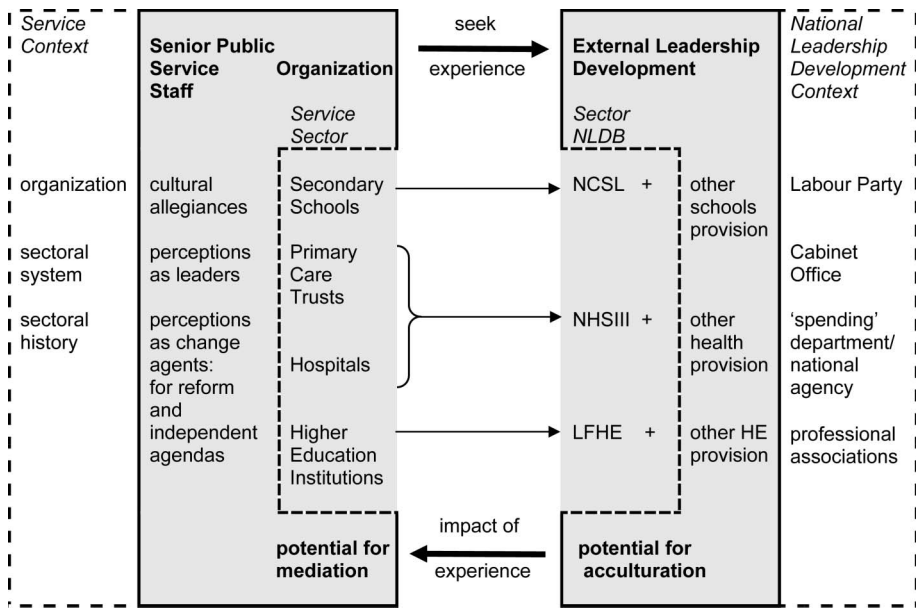 Service
Context
Senior Public
Service
Staff
Organization
Service
Sector
seek
experience
External Leadership
Development
Sector
NLDB
National
Leadership
Development
Context
organization
sectoral
system
sectoral
history
cultural
allegiances
perceptions
as leaders
perceptions
as change
agents:
for reform
and
independent
agendas
Secondary
Schools
Primary
Care
Trusts
Hospitals
Higher
Education
Institutions
NCSL +
other
schools
provision
NHSIII +
other
health
provision
LFHE +
other HE
provision
Labour Party
Cabinet
Office
‘spending’
department/
national
agency
professional
associations
potential for
mediation
impact of
experience
potential for
acculturation